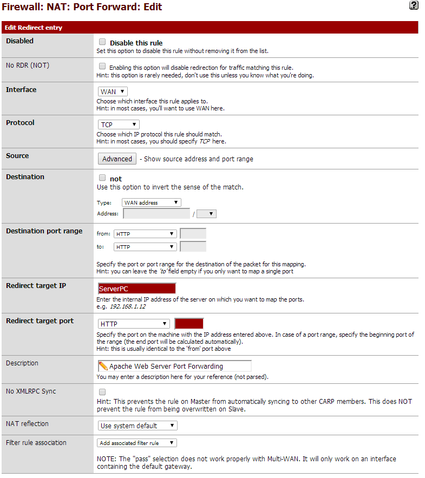 Firewall: NAT: Port Forward: Edit
?
Edit Redirect entry
Disabled
Disable this rule
Set this option to disable this rule without removing it from the list.
No RDR (NOT)
Enabling this option will disable redirection for traffic matching this rule.
Hint: this option is rarely needed, don't use this unless you know what you're doing.
Interface
WAN
Choose which interface this rule applies to.
Hint: in most cases, you'll want to use WAN here.
Protocol
TCP
Choose which IP protocol this rule should match.
Hint: in most cases, you should specify TCP here.
Source
Advanced - Show source address and port range
Destination
not
Use this option to invert the sense of the match.
Type: WAN address
Address: /
Destination port range
from: HTTP
to: HTTP
Specify the port or port range for the destination of the packet for this mapping.
Hint: you can leave the 'to' field empty if you only want to map a single port
Redirect target IP
ServerPC
Enter the internal IP address of the server on which you want to map the ports.
e.g. 192.168.1.12
Redirect target port
HTTP
Specify the port on the machine with the IP address entered above. In case of a port range, specify the beginning port
of the range (the end port will be calculated automatically).
Hint: this is usually identical to the 'from' port above
Description
Apache Web Server Port Forwarding
You may enter a description here for your reference (not parsed).
No XMLRPC Sync
Hint: This prevents the rule on Master from automatically syncing to other CARP members. This does NOT
prevent the rule from being overwritten on Slave.
NAT reflection
Use system default
Filter rule association
Add associated filter rule
NOTE: The "pass" selection does not work properly with Multi-WAN. It will only work on an interface
containing the default gateway.